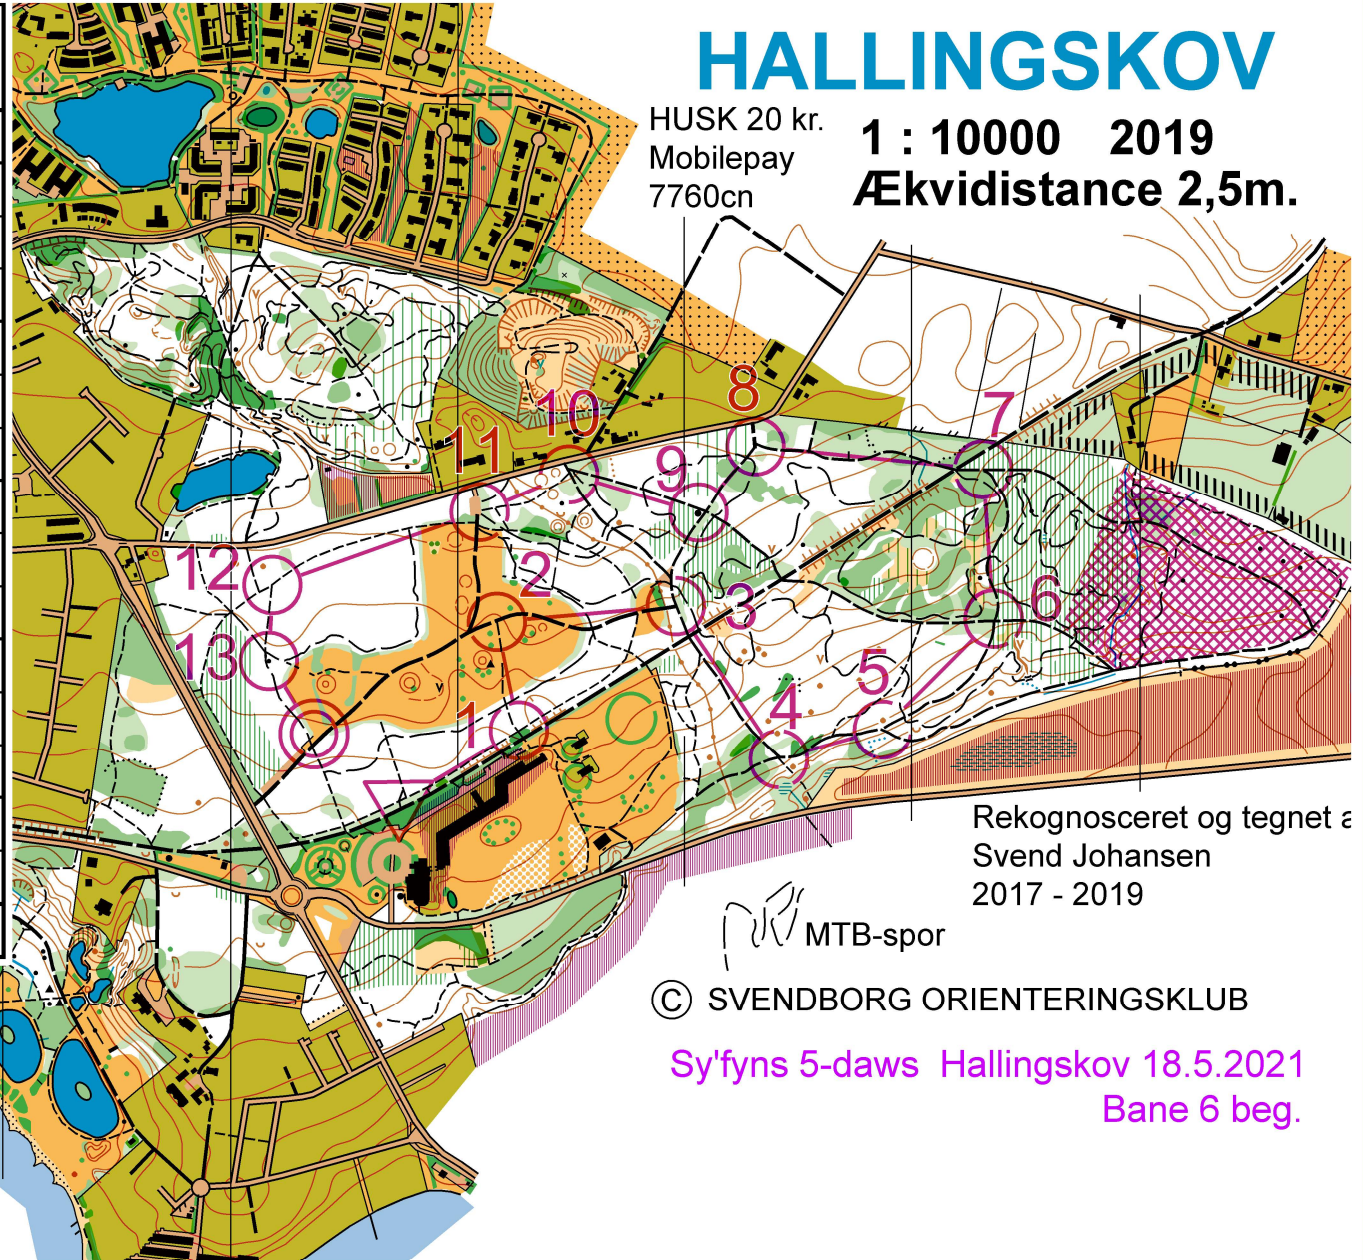 HALLINGSKOV
HUSK 20 kr.
Mobilepay
7760cn
1 : 10000 2019
Ækvidistance 2,5m.
8
7
10
11
9
12
2
3
6
13
5
4
1
Rekognosceret og tegnet a
Svend Johansen
2017 - 2019
MTB-spor
© SVENDBORG ORIENTERINGSKLUB
Sy'fyns 5-daws Hallingskov 18.5.2021
Bane 6 beg.